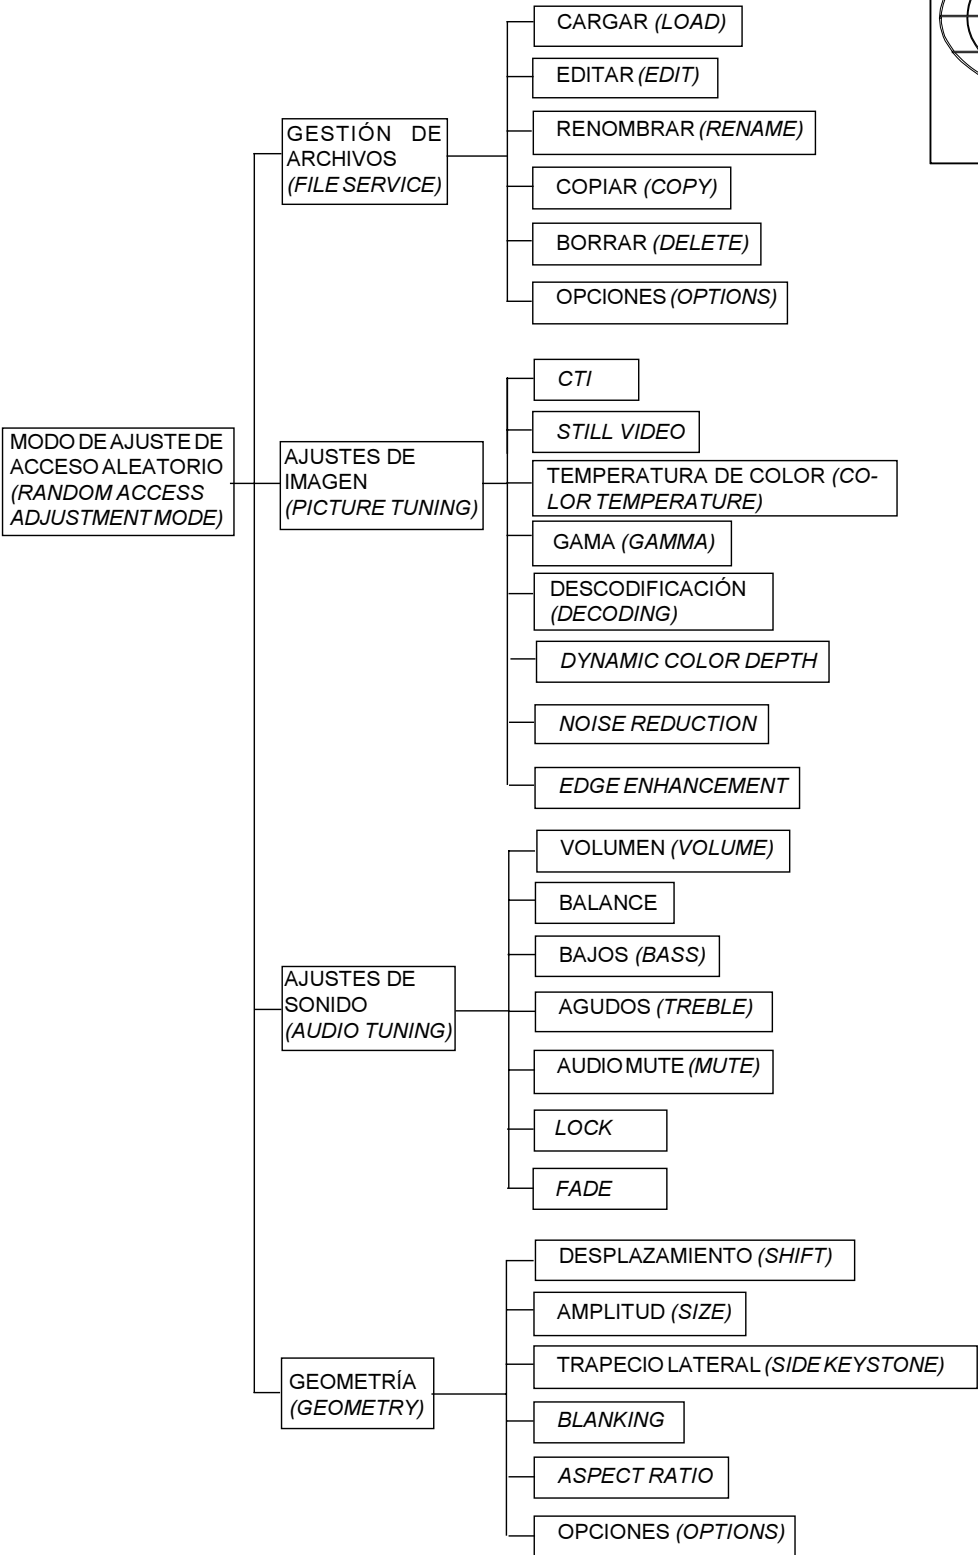 CARGAR (LOAD)
EDITAR (EDIT)
RENOMBRAR (RENAME)
GESTIÓN DE
ARCHIVOS
(FILE SERVICE)
COPIAR (COPY)
BORRAR (DELETE)
OPCIONES (OPTIONS)
CTI
STILL VIDEO
MODO DE AJUSTE DE
ACCESO ALEATORIO
(RANDOM ACCESS
ADJUSTMENT MODE)
AJUSTES DE
IMAGEN
(PICTURE TUNING)
TEMPERATURA DE COLOR (CO-
LOR TEMPERATURE)
GAMA (GAMMA)
DESCODIFICACIÓN
(DECODING)
DYNAMIC COLOR DEPTH
NOISE REDUCTION
EDGE ENHANCEMENT
VOLUMEN (VOLUME)
BALANCE
BAJOS (BASS)
AJUSTES DE
SONIDO
(AUDIO TUNING)
AGUDOS (TREBLE)
AUDIO MUTE (MUTE)
LOCK
FADE
DESPLAZAMIENTO (SHIFT)
AMPLITUD (SIZE)
TRAPECIO LATERAL (SIDE KEYSTONE)
GEOMETRÍA
(GEOMETRY)
BLANKING
ASPECT RATIO
OPCIONES (OPTIONS)